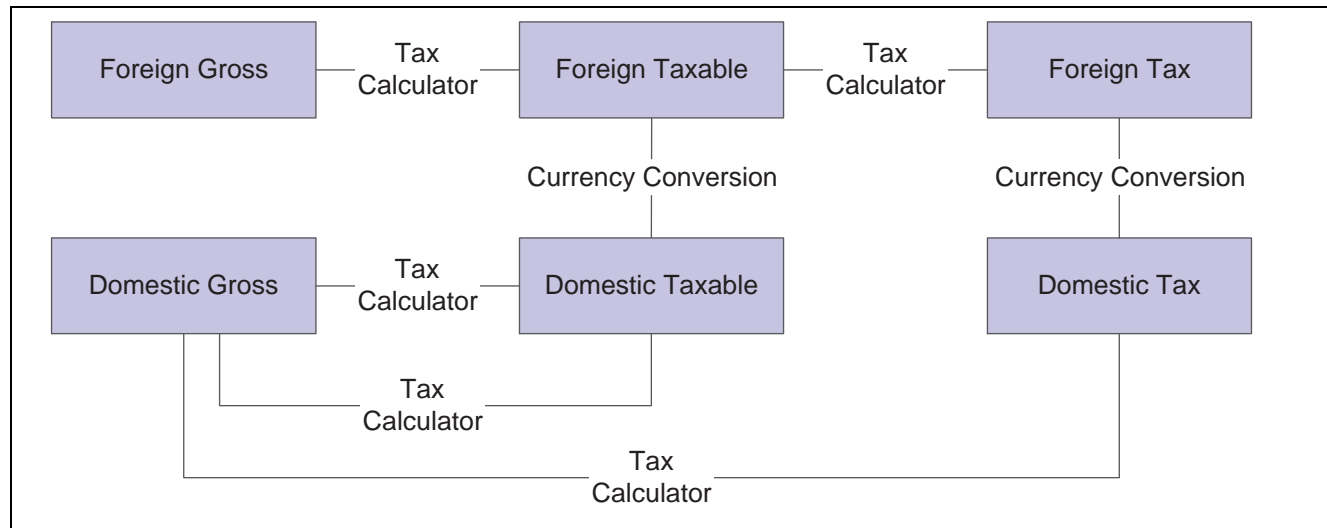 Foreign Gross
Tax
Calculator
Foreign Taxable
Tax
Calculator
Foreign Tax
Currency Conversion
Currency Conversion
Domestic Gross
Tax
Calculator
Domestic Taxable
Domestic Tax
Tax
Calculator
Tax
Calculator